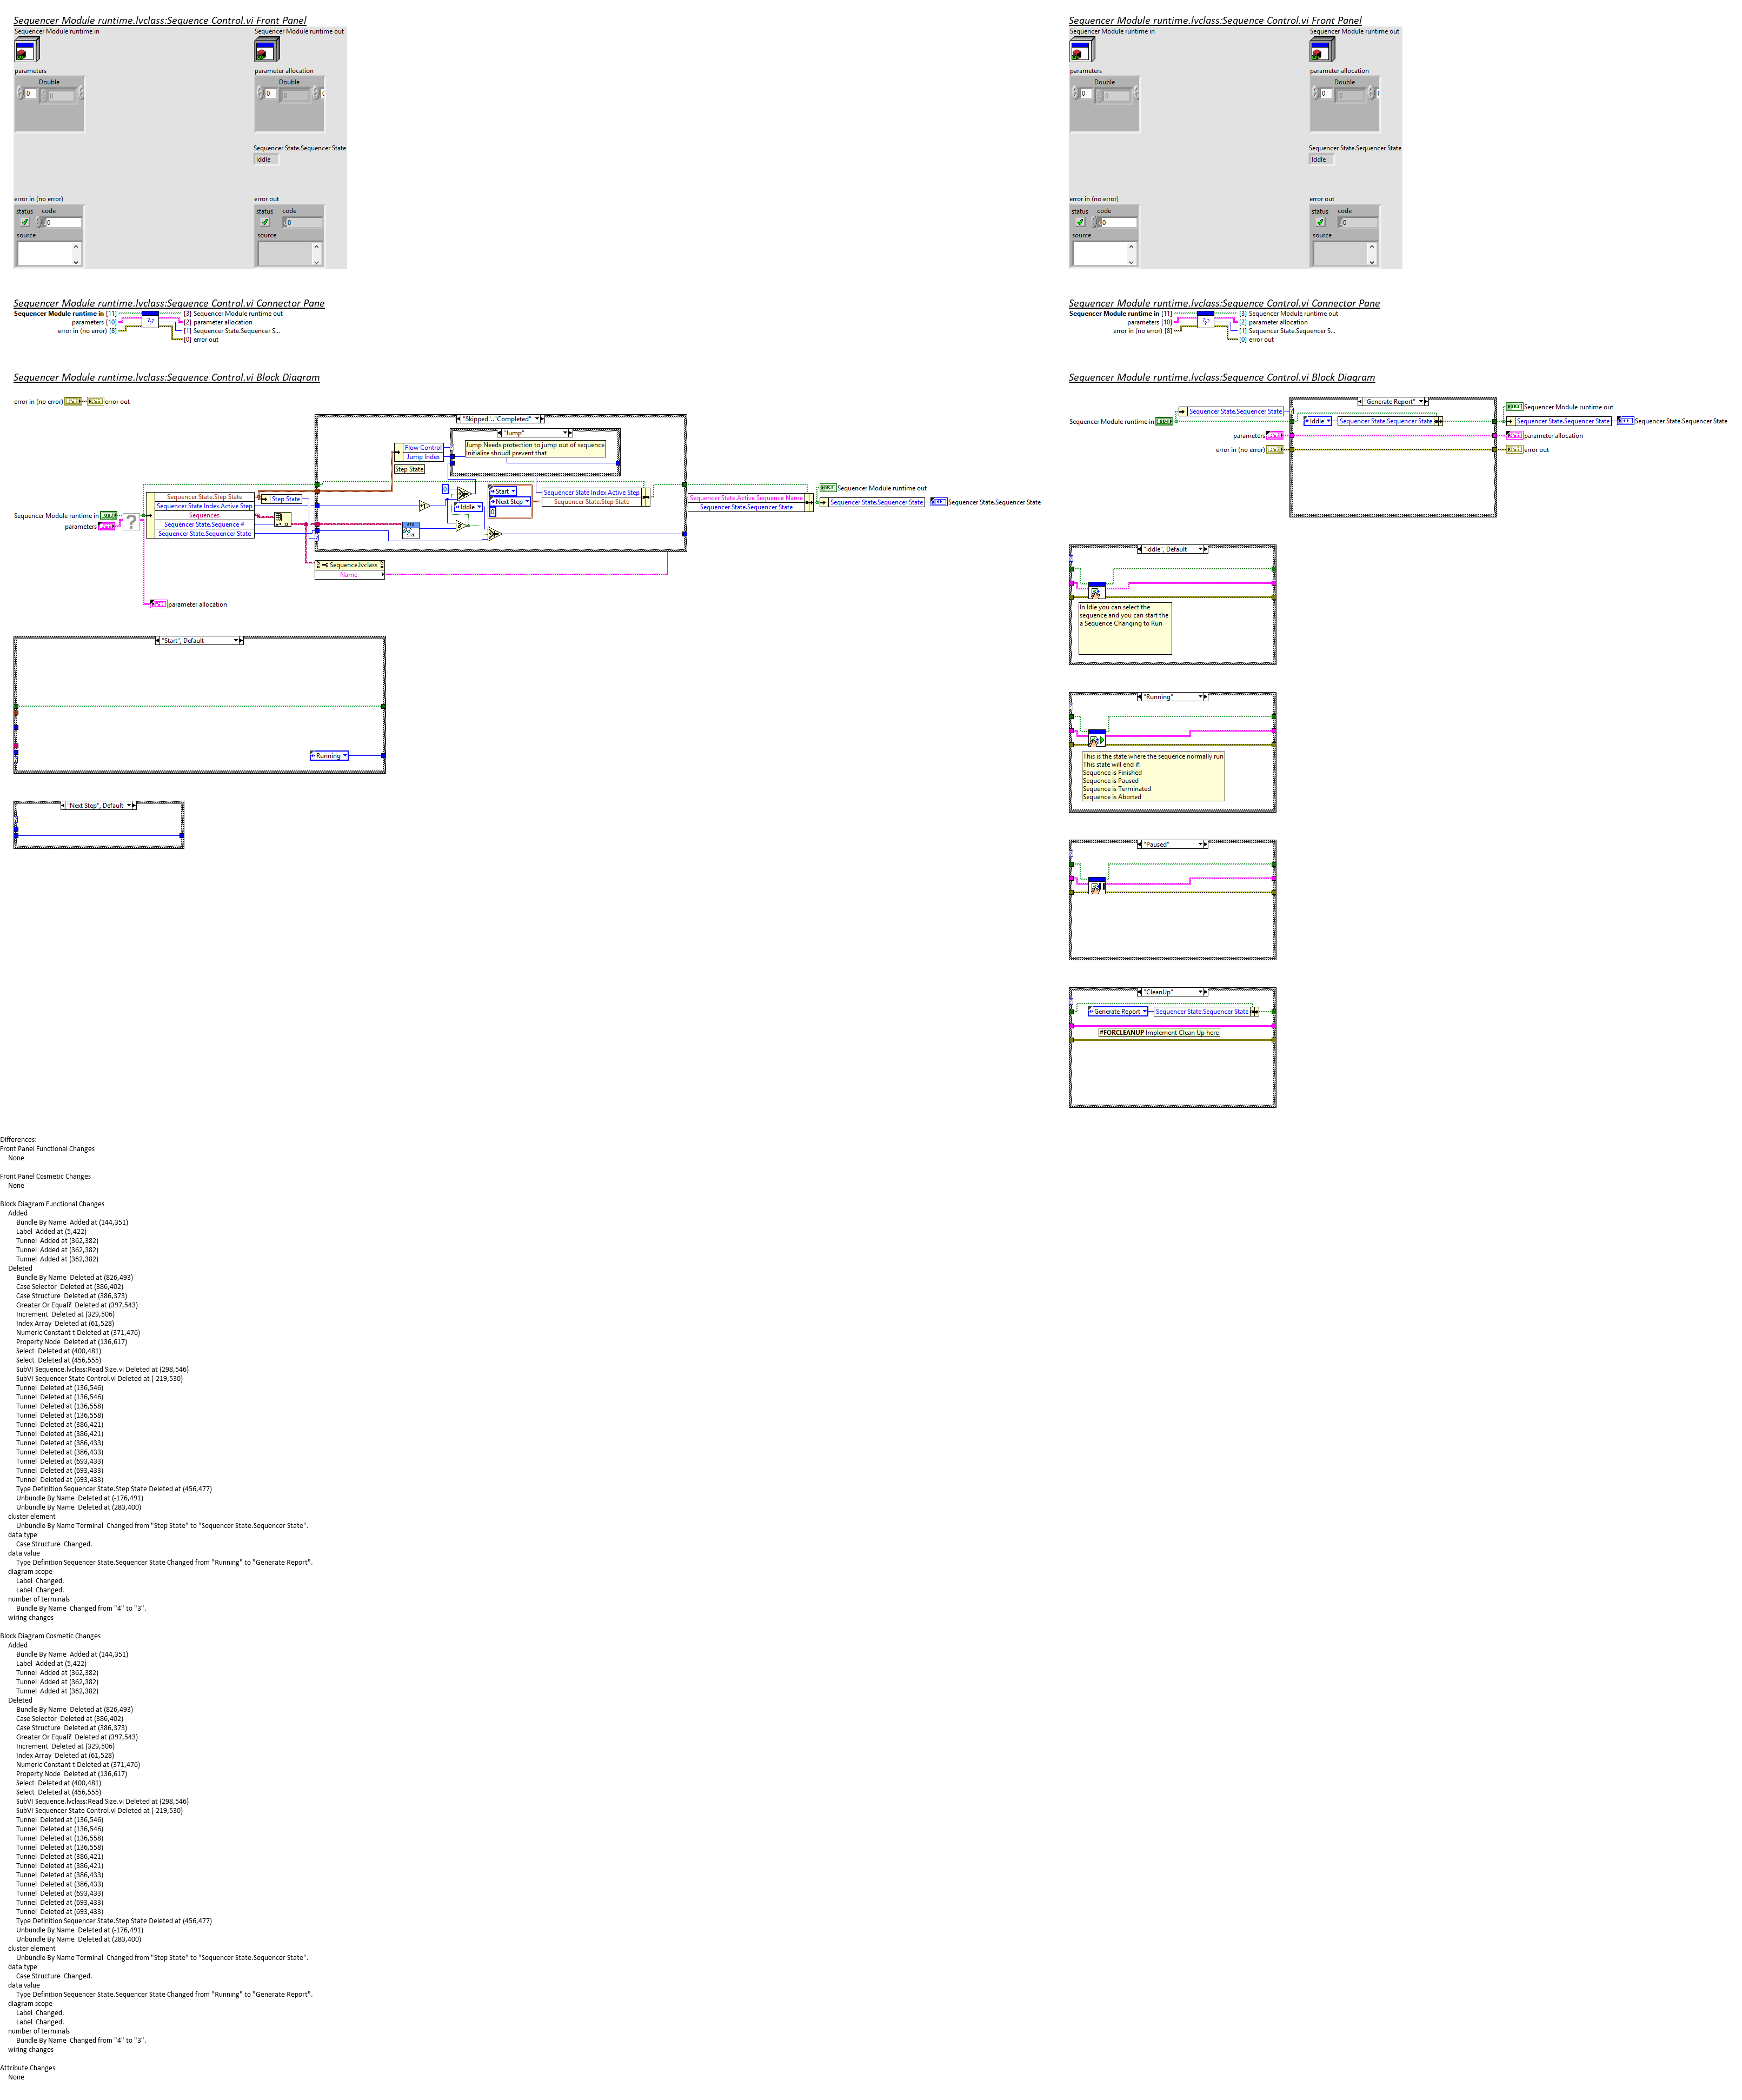 Sequencer Module runtime.lvclass:Sequence Control.vi Front Panel
Sequencer Module runtime in
Sequencer Module runtime out
parameters
parameter allocation
Double
Double
0
0
0
0
Sequencer State.Sequencer State
Iddle
error in (no error)
error out
status code
status code
0
0
source
source
Sequencer Module runtime.lvclass:Sequence Control.vi Connector Pane
Sequencer Module runtime in [11]
[3] Sequencer Module runtime out
parameters [10]
[2] parameter allocation
error in (no error) [8]
[1] Sequencer State.Sequencer S...
[0] error out
Sequencer Module runtime.lvclass:Sequence Control.vi Block Diagram
error in (no error)
error out
"Skipped".."Completed"
"Jump"
Flow Control
Jump Index
Jump Needs protection to jump out of sequence
Initialize shoudl prevent that
Step State
Sequencer State.Step State
Sequencer State Index.Active Step
Sequences
Sequencer State.Sequence #
Sequencer State.Sequencer State
Step State
Sequencer Module runtime in
parameters
?
0
+1
Iddle
Start
Next Step
0
Sequencer State Index.Active Step
Sequencer State.Step State
Sequencer State.Active Sequence Name
Sequencer State.Sequencer State
Sequencer Module runtime out
Sequencer State.Sequencer State
Sequencer State.Sequencer State
Sequence.lvclass
Name
parameter allocation
"Start", Default
Running
"Next Step", Default
Sequencer Module runtime.lvclass:Sequence Control.vi Front Panel
Sequencer Module runtime in
Sequencer Module runtime out
parameters
parameter allocation
Double
Double
0
0
0
0
Sequencer State.Sequencer State
Iddle
error in (no error)
error out
status code
status code
0
0
source
source
Sequencer Module runtime.lvclass:Sequence Control.vi Connector Pane
Sequencer Module runtime in [11]
[3] Sequencer Module runtime out
parameters [10]
[2] parameter allocation
error in (no error) [8]
[1] Sequencer State.Sequencer S...
[0] error out
Sequencer Module runtime.lvclass:Sequence Control.vi Block Diagram
"Generate Report"
Sequencer State.Sequencer State
Sequencer Module runtime in
Iddle
Sequencer State.Sequencer State
Sequencer Module runtime out
Sequencer State.Sequencer State
Sequencer State.Sequencer State
parameters
parameter allocation
error in (no error)
error out
"Iddle", Default
In Idle you can select the
sequence and you can start the
a Sequence Changing to Run
"Running"
This is the state where the sequence normally run
This state will end if:
Sequence is Finished
Sequence is Paused
Sequence is Terminated
Sequence is Aborted
"Paused"
"CleanUp"
Generate Report
Sequencer State.Sequencer State
#FORCLEANUP Implement Clean Up here
Differences:
Front Panel Functional Changes
None
Front Panel Cosmetic Changes
None
Block Diagram Functional Changes
Added
Bundle By Name  Added at (144,351)
Label  Added at (5,422)
Tunnel  Added at (362,382)
Tunnel  Added at (362,382)
Tunnel  Added at (362,382)
Deleted
Bundle By Name  Deleted at (826,493)
Case Selector  Deleted at (386,402)
Case Structure  Deleted at (386,373)
Greater Or Equal?  Deleted at (397,543)
Increment  Deleted at (329,506)
Index Array  Deleted at (61,528)
Numeric Constant t Deleted at (371,476)
Property Node  Deleted at (136,617)
Select  Deleted at (400,481)
Select  Deleted at (456,555)
SubVI Sequence.lvclass:Read Size.vi Deleted at (298,546)
SubVI Sequencer State Control.vi Deleted at (-219,530)
Tunnel  Deleted at (136,546)
Tunnel  Deleted at (136,546)
Tunnel  Deleted at (136,558)
Tunnel  Deleted at (136,558)
Tunnel  Deleted at (386,421)
Tunnel  Deleted at (386,421)
Tunnel  Deleted at (386,433)
Tunnel  Deleted at (386,433)
Tunnel  Deleted at (693,433)
Tunnel  Deleted at (693,433)
Tunnel  Deleted at (693,433)
Type Definition Sequencer State.Step State Deleted at (456,477)
Unbundle By Name  Deleted at (-176,491)
Unbundle By Name  Deleted at (283,400)
cluster element
Unbundle By Name Terminal  Changed from "Step State" to "Sequencer State.Sequencer State".
data type
Case Structure  Changed.
data value
Type Definition Sequencer State.Sequencer State Changed from "Running" to "Generate Report".
diagram scope
Label  Changed.
Label  Changed.
number of terminals
Bundle By Name  Changed from "4" to "3".
wiring changes
Block Diagram Cosmetic Changes
Added
Bundle By Name  Added at (144,351)
Label  Added at (5,422)
Tunnel  Added at (362,382)
Tunnel  Added at (362,382)
Tunnel  Added at (362,382)
Deleted
Bundle By Name  Deleted at (826,493)
Case Selector  Deleted at (386,402)
Case Structure  Deleted at (386,373)
Greater Or Equal?  Deleted at (397,543)
Increment  Deleted at (329,506)
Index Array  Deleted at (61,528)
Numeric Constant t Deleted at (371,476)
Property Node  Deleted at (136,617)
Select  Deleted at (400,481)
Select  Deleted at (456,555)
SubVI Sequence.lvclass:Read Size.vi Deleted at (298,546)
SubVI Sequencer State Control.vi Deleted at (-219,530)
Tunnel  Deleted at (136,546)
Tunnel  Deleted at (136,546)
Tunnel  Deleted at (136,558)
Tunnel  Deleted at (136,558)
Tunnel  Deleted at (386,421)
Tunnel  Deleted at (386,421)
Tunnel  Deleted at (386,433)
Tunnel  Deleted at (386,433)
Tunnel  Deleted at (693,433)
Tunnel  Deleted at (693,433)
Tunnel  Deleted at (693,433)
Type Definition Sequencer State.Step State Deleted at (456,477)
Unbundle By Name  Deleted at (-176,491)
Unbundle By Name  Deleted at (283,400)
cluster element
Unbundle By Name Terminal  Changed from "Step State" to "Sequencer State.Sequencer State".
data type
Case Structure  Changed.
data value
Type Definition Sequencer State.Sequencer State Changed from "Running" to "Generate Report".
diagram scope
Label  Changed.
Label  Changed.
number of terminals
Bundle By Name  Changed from "4" to "3".
wiring changes
Attribute Changes
None